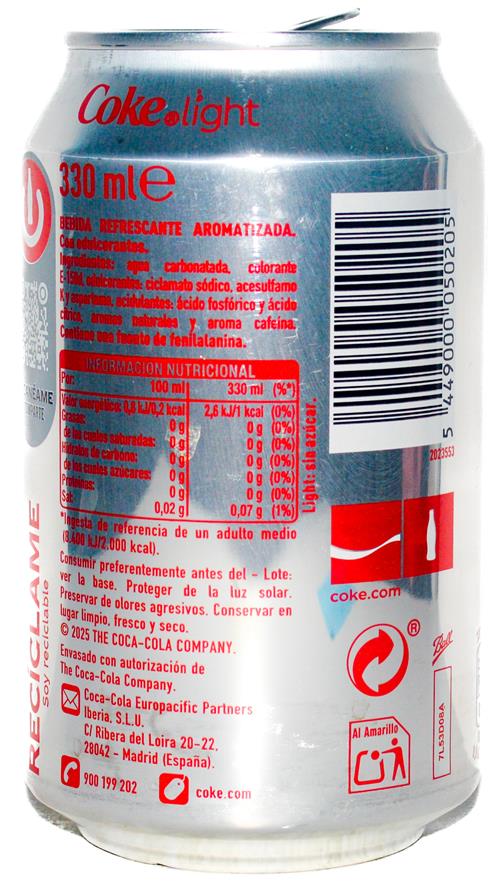 Coke light
330 ml e
BEBIDA REFRESCANTE AROMATIZADA.
Con edulcorantes.
Ingredientes: agua carbonatada, colorante
E-150d, edulcorantes: ciclamato sódico, acesulfamo
K y aspartamo, acidulantes: ácido fosfórico y ácido
cítrico, aromas naturales y aroma cafeína.
Contiene una fuente de fenilalanina.
INFORMACIÓN NUTRICIONAL
Por: 100 ml 330 ml (%*)
Valor energético: 0,8 kJ/0,2 kcal 2,6 kJ/1 kcal (0%)
Grasas: 0 g 0 g (0%)
de las cuales saturadas: 0 g 0 g (0%)
Hidratos de carbono: 0 g 0 g (0%)
de los cuales azúcares: 0 g 0 g (0%)
Proteínas: 0 g 0 g (0%)
Sal: 0,02 g 0,07 g (1%)
Light: sin azúcar.
*Ingesta de referencia de un adulto medio
(8.400 kJ/2.000 kcal).
Consumir preferentemente antes del - Lote:
ver la base. Proteger de la luz solar.
Preservar de olores agresivos. Conservar en
lugar limpio, fresco y seco.
© 2025 THE COCA-COLA COMPANY.
Envasado con autorización de
The Coca-Cola Company.
Coca-Cola Europacific Partners
Iberia, S.L.U.
C/ Ribera del Loira 20-22,
28042 - Madrid (España).
900 199 202 coke.com
RECICLAME
Soy reciclable
5 449000 050205
2023553
coke.com
®
Ball
Al Amarillo
7L53D08A